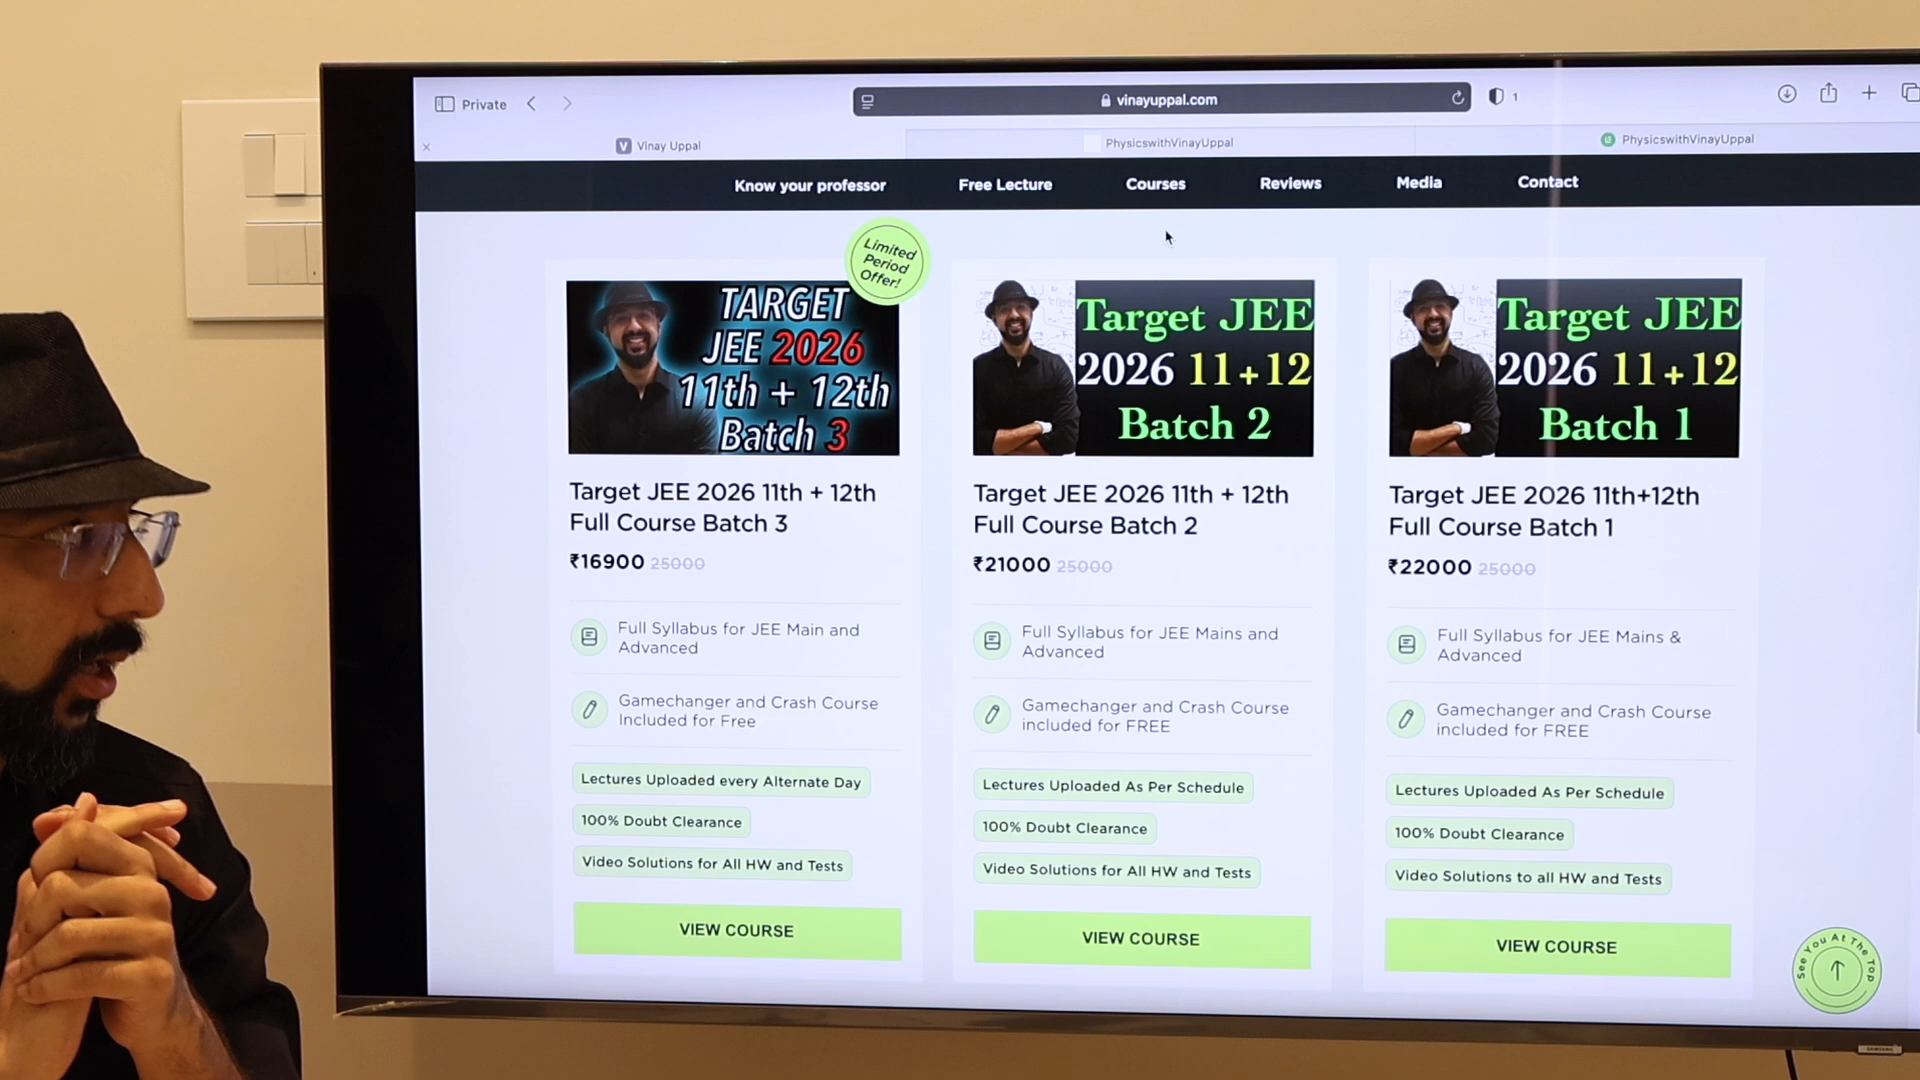 Private
vinayuppal.com
1
V Vinay Uppal
PhysicswithVinayUppal
PhysicswithVinayUppal
Know your professor
Free Lecture
Courses
Reviews
Media
Contact
Limited
Period
Offer!
TARGET
JEE 2026
11th + 12th
Batch 3
Target JEE 2026 11th + 12th
Full Course Batch 3
₹16900 25000
Full Syllabus for JEE Main and
Advanced
Gamechanger and Crash Course
Included for Free
Lectures Uploaded every Alternate Day
100% Doubt Clearance
Video Solutions for All HW and Tests
VIEW COURSE
Target JEE
2026 11+12
Batch 2
Target JEE 2026 11th + 12th
Full Course Batch 2
₹21000 25000
Full Syllabus for JEE Mains and
Advanced
Gamechanger and Crash Course
included for FREE
Lectures Uploaded As Per Schedule
100% Doubt Clearance
Video Solutions for All HW and Tests
VIEW COURSE
Target JEE
2026 11+12
Batch 1
Target JEE 2026 11th+12th
Full Course Batch 1
₹22000 25000
Full Syllabus for JEE Mains &
Advanced
Gamechanger and Crash Course
included for FREE
Lectures Uploaded As Per Schedule
100% Doubt Clearance
Video Solutions to all HW and Tests
VIEW COURSE
See You At The Top
SAMSUNG